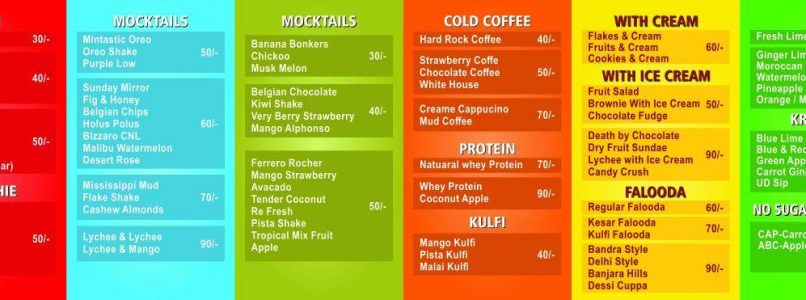 30/-
40/-
50/-
ar)
HIE
50/-
MOCKTAILS
Mintastic Oreo
Oreo Shake
Purple Low
50/-
Sunday Mirror
Fig & Honey
Belgian Chips
Holus Polus
Bizzaro CNL
Malibu Watermelon
Desert Rose
60/-
Mississippi Mud
Flake Shake
Cashew Almonds
70/-
Lychee & Lychee
Lychee & Mango
90/-
MOCKTAILS
Banana Bonkers
Chickoo
Musk Melon
30/-
Belgian Chocolate
Kiwi Shake
Very Berry Strawberry
Mango Alphonso
40/-
Ferrero Rocher
Mango Strawberry
Avacado
Tender Coconut
Re Fresh
Pista Shake
Tropical Mix Fruit
Apple
50/-
COLD COFFEE
Hard Rock Coffee 40/-
Strawberry Coffe
Chocolate Coffee
White House
50/-
Creame Cappucino
Mud Coffee
70/-
PROTEIN
Natuaral whey Protein 70/-
Whey Protein
Coconut Apple
90/-
KULFI
Mango Kulfi
Pista Kulfi
Malai Kulfi
40/-
WITH CREAM
Flakes & Cream
Fruits & Cream
Cookies & Cream
60/-
WITH ICE CREAM
Fruit Salad
Brownie With Ice Cream
Chocolate Fudge
50/-
Death by Chocolate
Dry Fruit Sundae
Lychee with Ice Cream
Candy Crush
90/-
FALOODA
Regular Falooda 60/-
Kesar Falooda
Kulfi Falooda
70/-
Bandra Style
Delhi Style
Banjara Hills
Dessi Cuppa
90/-
Fresh Lime
Ginger Lim
Moroccan
Watermelo
Pineapple
Orange / M
KR
Blue Lime
Blue & Red
Green App
Carrot Ging
UD Sip
NO SUGA
CAP-Carro
ABC-Apple